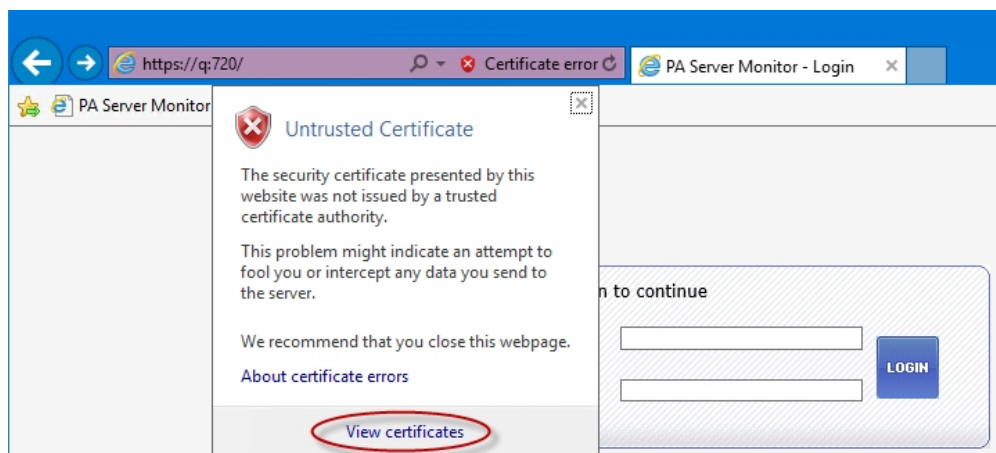 https://q:720/
Certificate error
PA Server Monitor - Login
PA Server Monitor
Untrusted Certificate
The security certificate presented by this
website was not issued by a trusted
certificate authority.
This problem might indicate an attempt to
fool you or intercept any data you send to
the server.
We recommend that you close this webpage.
About certificate errors
View certificates
n to continue
LOGIN